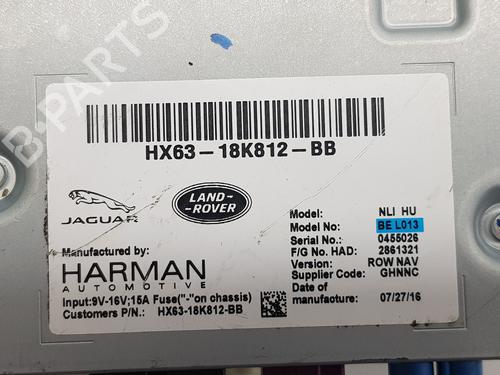 B-PARTS
HX63-18K812-BB
JAGUAR
LAND-
ROVER
Manufactured by:
HARMAN
AUTOMOTIVE
Input:9V-16V;15A Fuse("-"on chassis)
Customers P/N.: HX63-18K812-BB
Model: NLI HU
Model No: BE L013
Serial No.: 0455026
F/G No. HAD: 2861321
Version: ROW NAV
Supplier Code: GHNNC
Date of
manufacture: 07/27/16